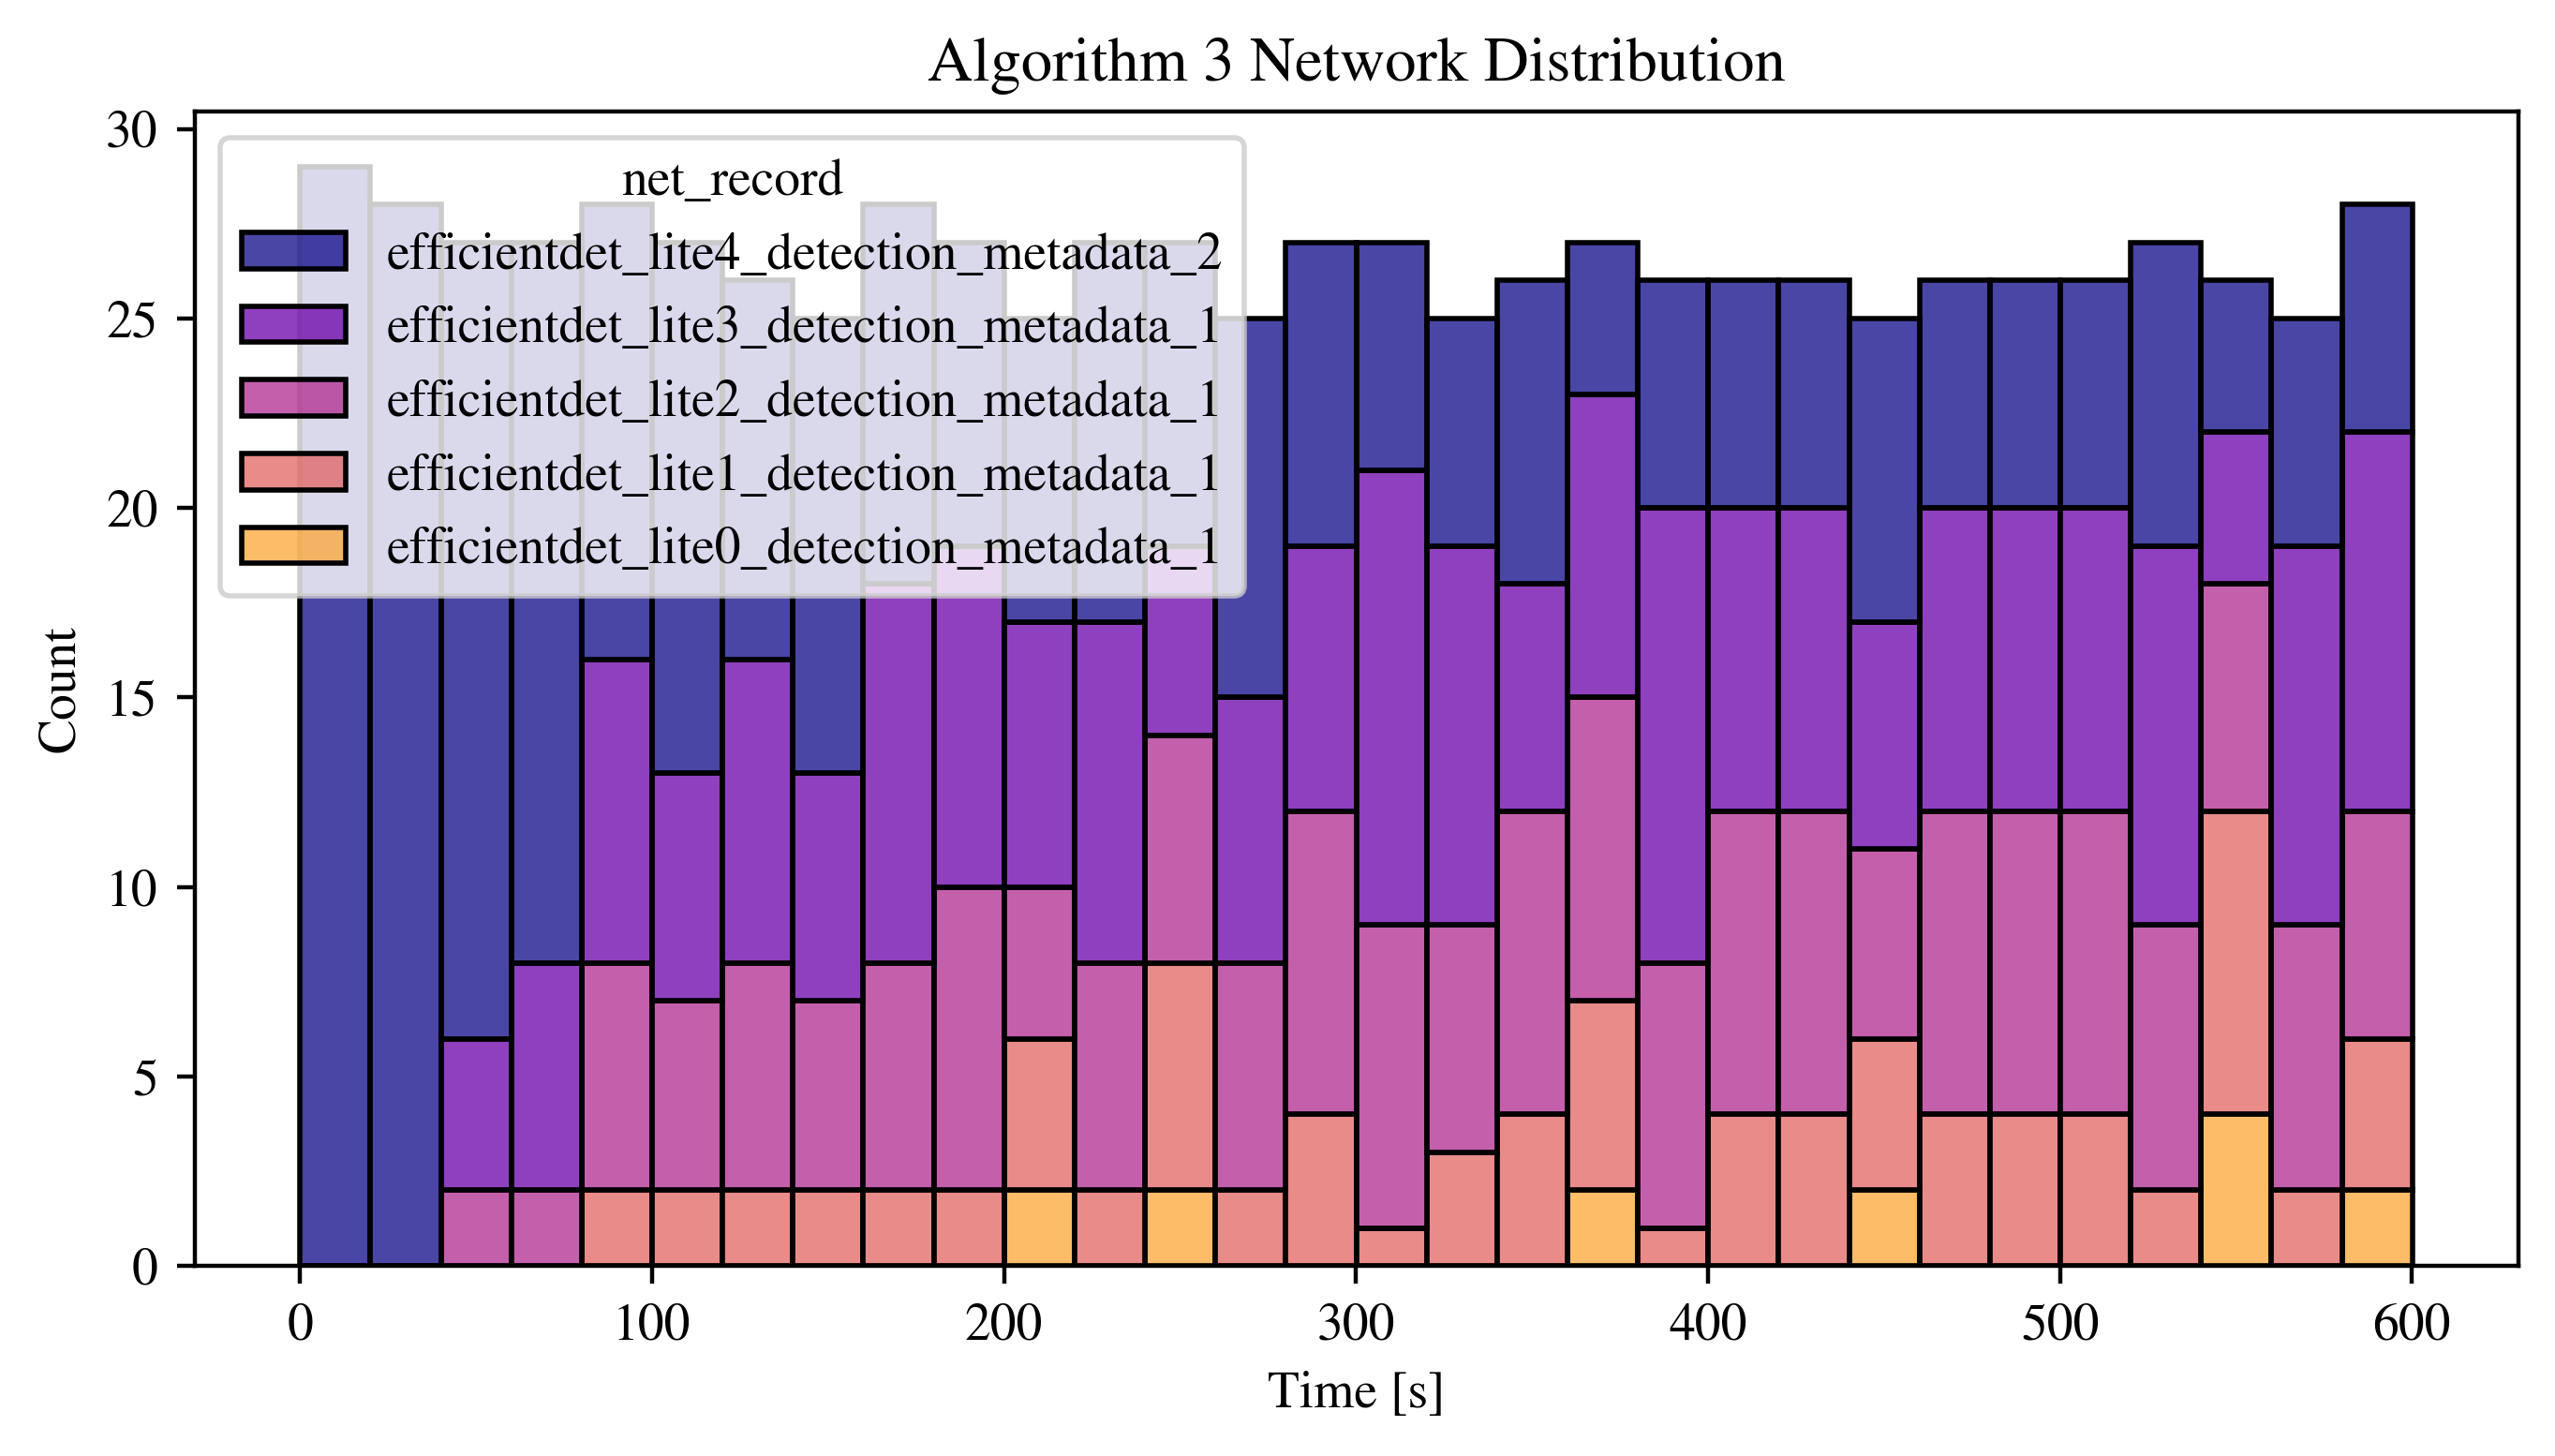 Algorithm 3 Network Distribution
30
25
20
15
10
5
0
Count
net_record
efficientdet_lite4_detection_metadata_2
efficientdet_lite3_detection_metadata_1
efficientdet_lite2_detection_metadata_1
efficientdet_lite1_detection_metadata_1
efficientdet_lite0_detection_metadata_1
0 100 200 300 400 500 600
Time [s]